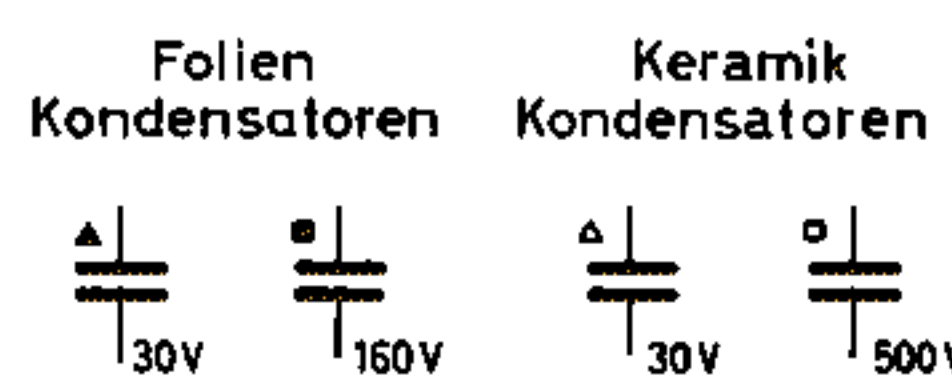 Folien
Kondensatoren
Keramik
Kondensatoren
30V
160V
30V
500V